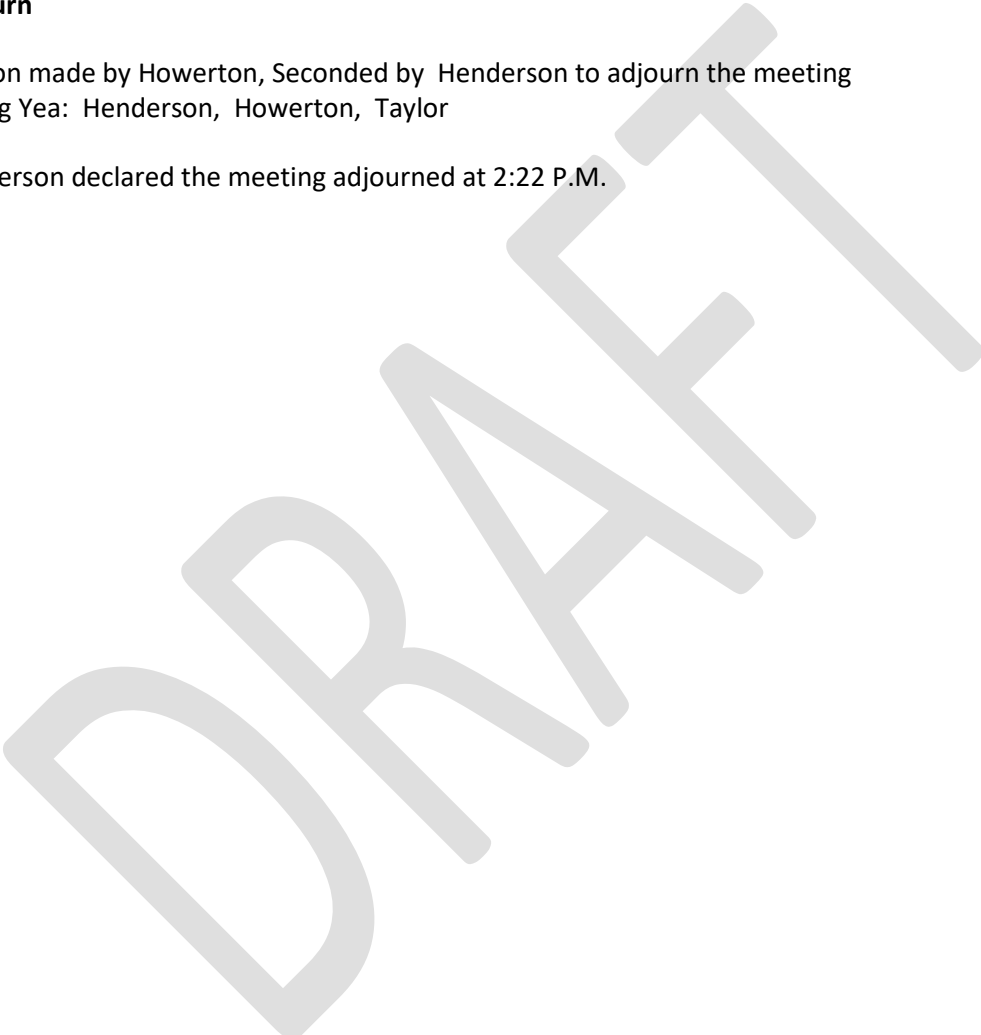 urn
on made by Howerton, Seconded by Henderson to adjourn the meeting
g Yea: Henderson, Howerton, Taylor
erson declared the meeting adjourned at 2:22 P.M.
DRAFT